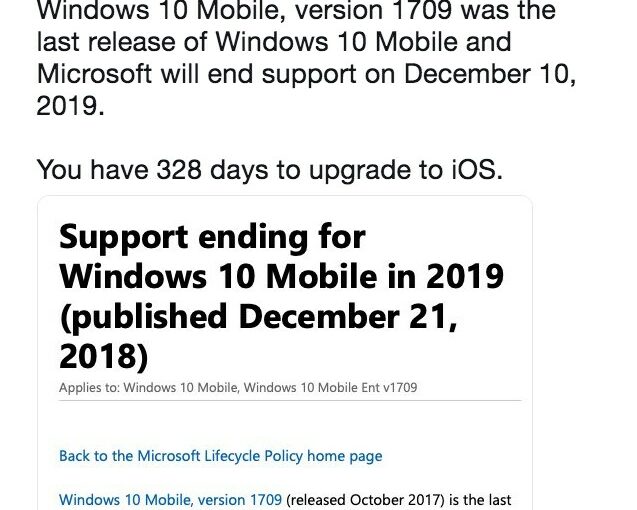 Windows 10 Mobile, version 1709 was the
last release of Windows 10 Mobile and
Microsoft will end support on December 10,
2019.
You have 328 days to upgrade to iOS.
Support ending for
Windows 10 Mobile in 2019
(published December 21,
2018)
Applies to: Windows 10 Mobile, Windows 10 Mobile Ent v1709
Back to the Microsoft Lifecycle Policy home page
Windows 10 Mobile, version 1709 (released October 2017) is the last